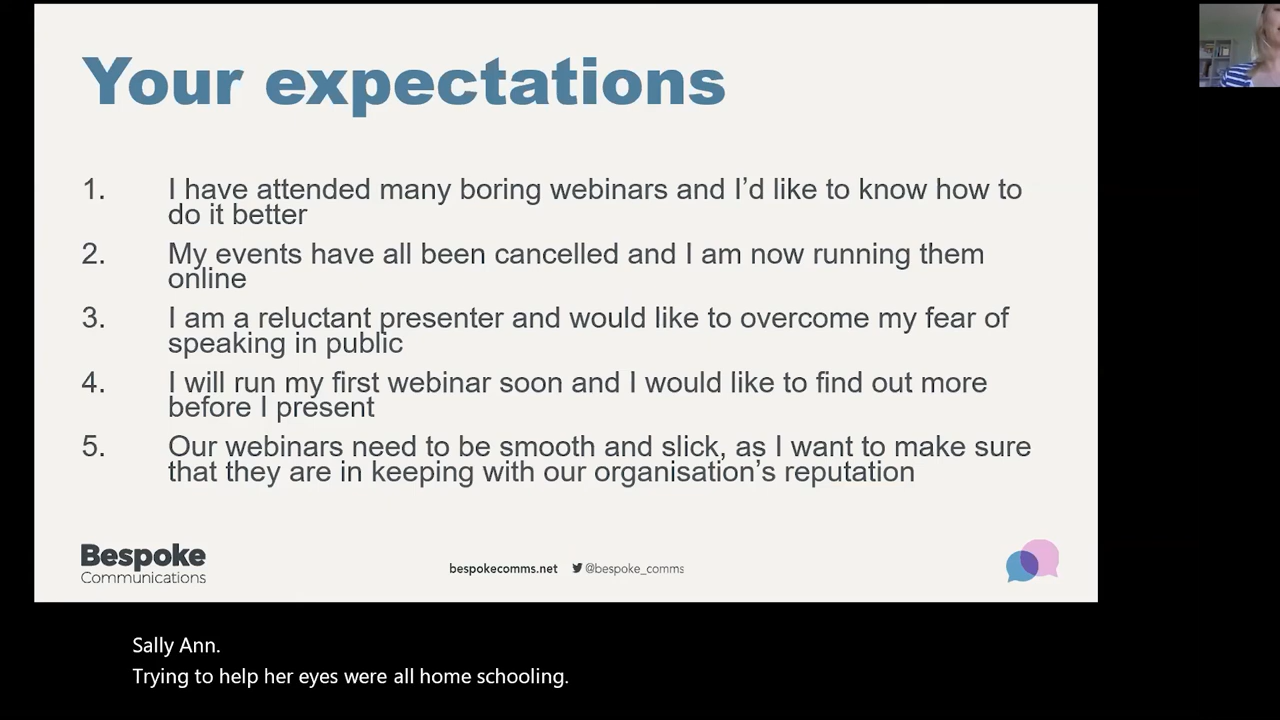 Your expectations
1. I have attended many boring webinars and I’d like to know how to
do it better
2. My events have all been cancelled and I am now running them
online
3. I am a reluctant presenter and would like to overcome my fear of
speaking in public
4. I will run my first webinar soon and I would like to find out more
before I present
5. Our webinars need to be smooth and slick, as I want to make sure
that they are in keeping with our organisation’s reputation
Bespoke
Communications
bespokecomms.net @bespoke_comms
Sally Ann.
Trying to help her eyes were all home schooling.